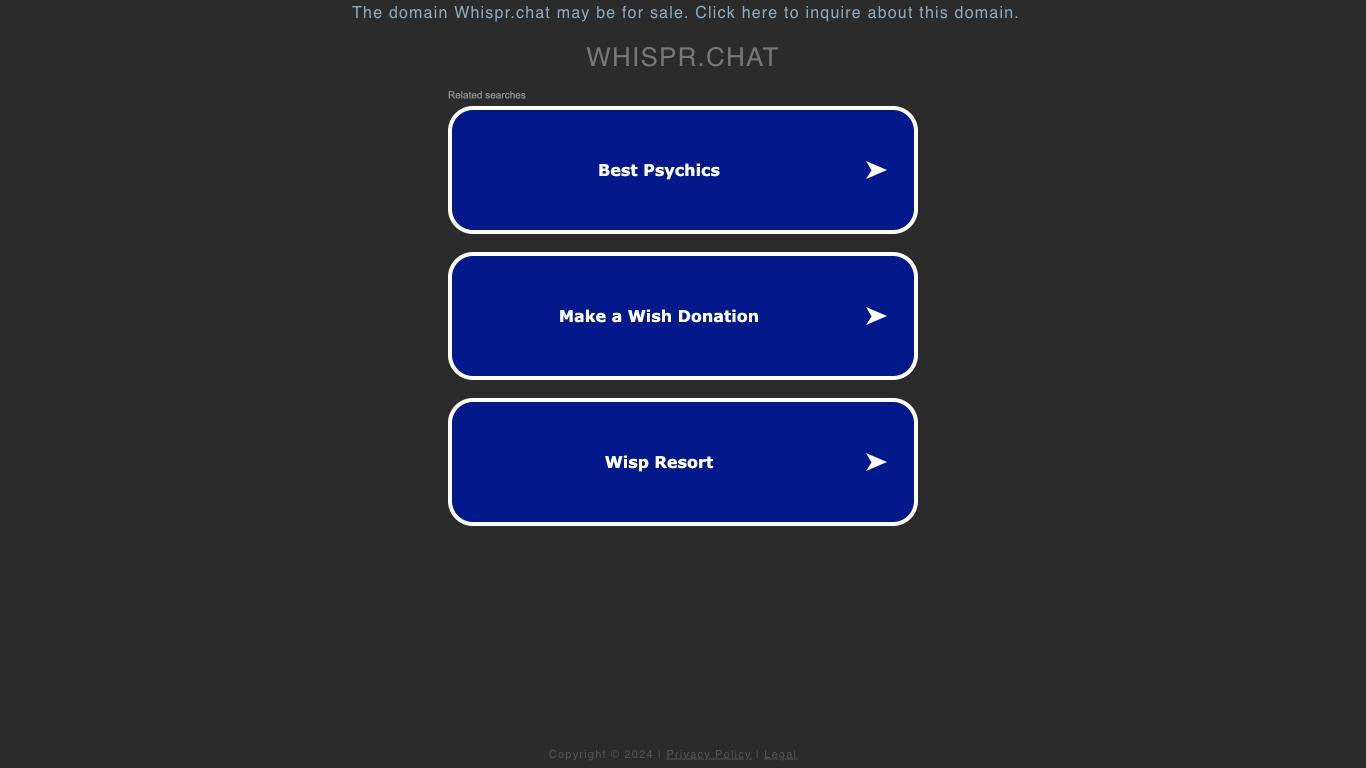 The domain Whispr.chat may be for sale. Click here to inquire about this domain.
WHISPR.CHAT
Related searches
Best Psychics
Make a Wish Donation
Wisp Resort
Copyright © 2024 | Privacy Policy | Legal